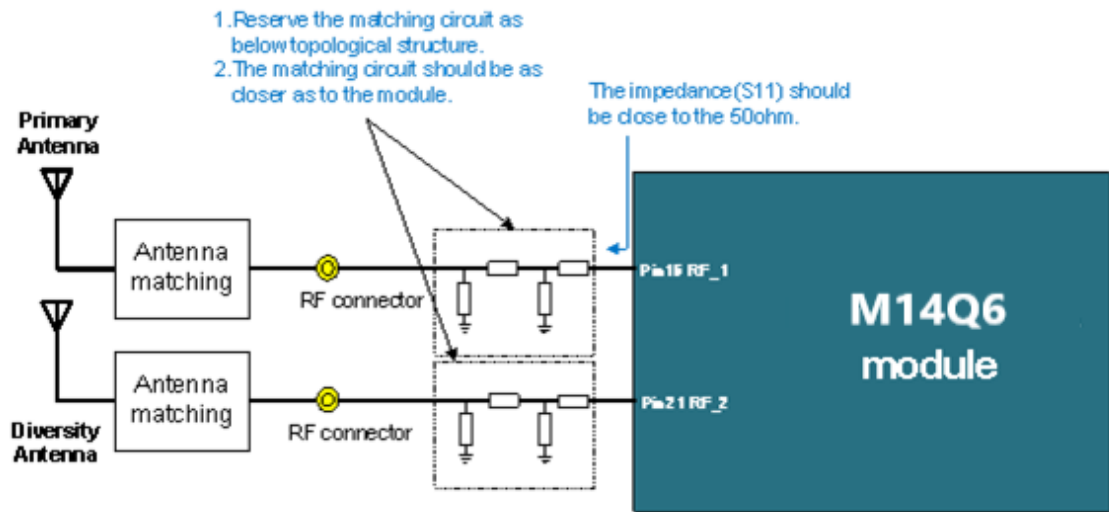 1.Reserve the matching circuit as
below topological structure.
2.The matching circuit should be as
closer as to the module.
The impedance(S11) should
be close to the 50ohm.
Primary
Antenna
Antenna
matching
RF connector
Pin15 RF_1
M14Q6
module
Antenna
matching
RF connector
Pin21 RF_2
Diversity
Antenna